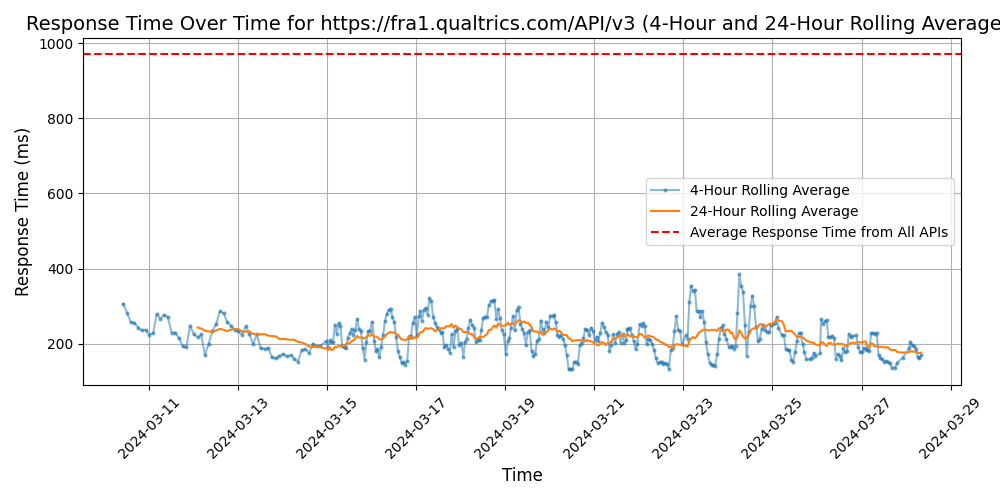 Response Time Over Time for https://fra1.qualtrics.com/API/v3 (4-Hour and 24-Hour Rolling Average
Response Time (ms)
1000
800
600
400
200
4-Hour Rolling Average
24-Hour Rolling Average
Average Response Time from All APIs
2024-03-11
2024-03-13
2024-03-15
2024-03-17
2024-03-19
2024-03-21
2024-03-23
2024-03-25
2024-03-27
2024-03-29
Time